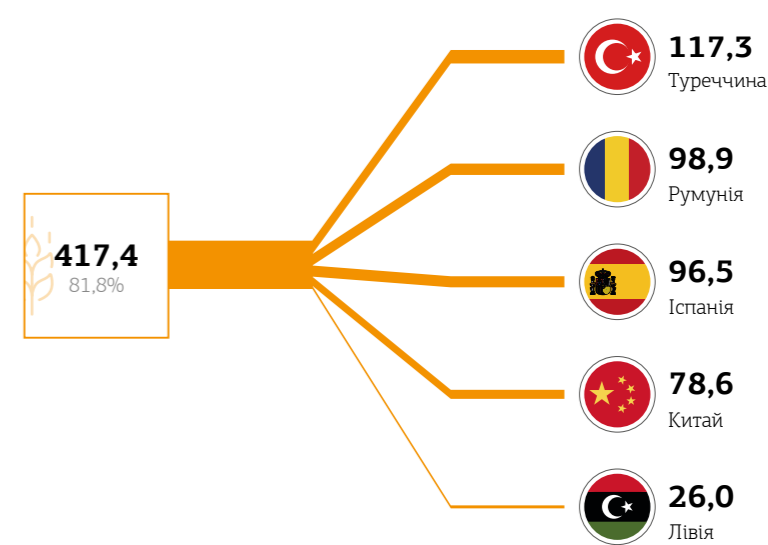 117,3
Туреччина
98,9
Румунія
417,4
81,8%
96,5
Іспанія
78,6
Китай
26,0
Лівія